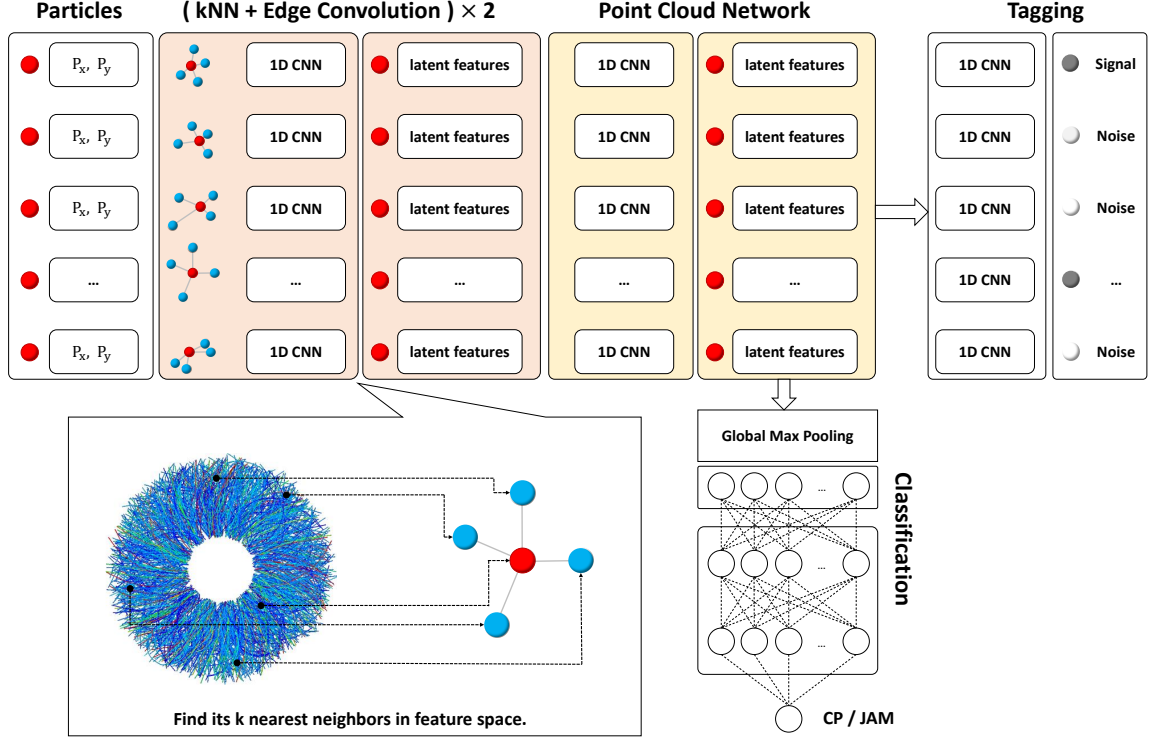 Particles
( kNN + Edge Convolution ) × 2
Point Cloud Network
Tagging
Pₓ, Pᵧ
1D CNN
latent features
1D CNN
latent features
1D CNN
Signal
Pₓ, Pᵧ
1D CNN
latent features
1D CNN
latent features
1D CNN
Noise
Pₓ, Pᵧ
1D CNN
latent features
1D CNN
latent features
1D CNN
Noise
...
...
...
...
...
1D CNN
...
Pₓ, Pᵧ
1D CNN
latent features
1D CNN
latent features
1D CNN
Noise
Global Max Pooling
Classification
...
...
...
CP / JAM
Find its k nearest neighbors in feature space.